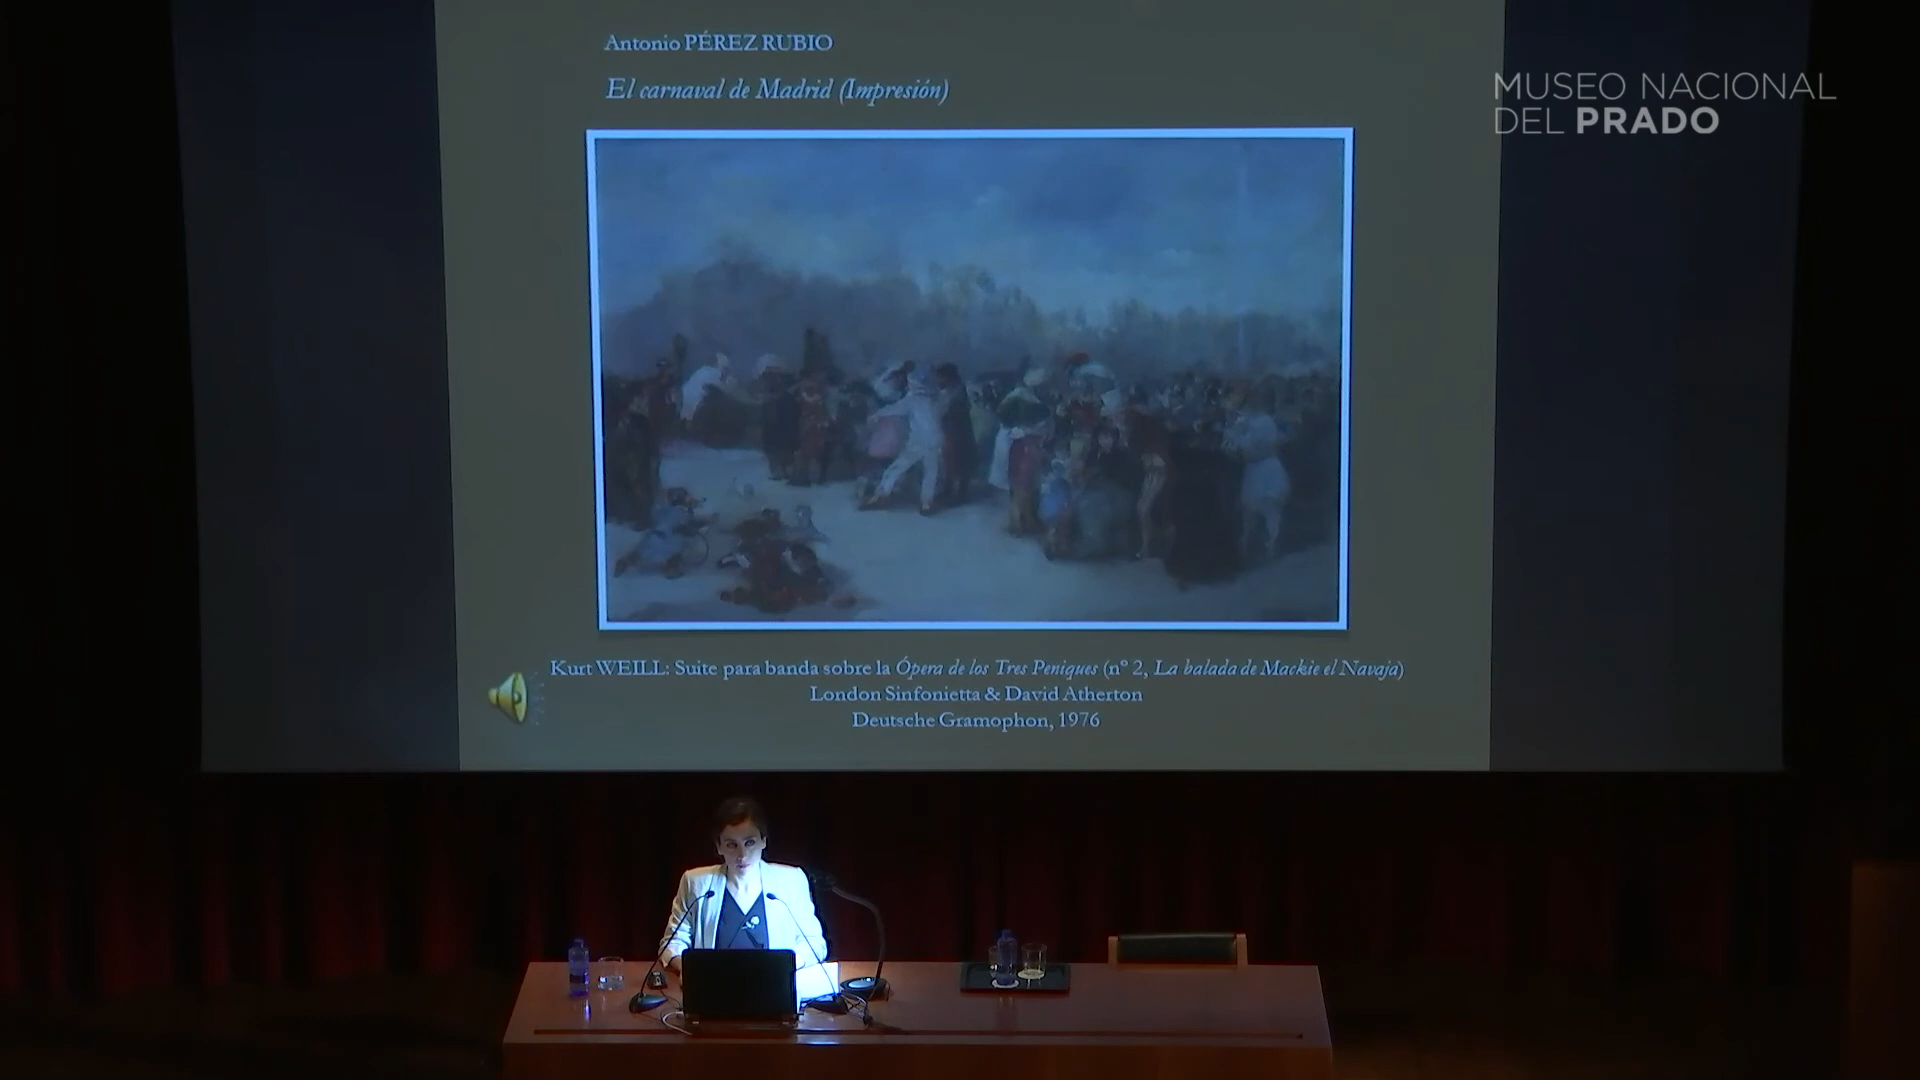 Antonio PÉREZ RUBIO
El carnaval de Madrid (Impresión)
MUSEO NACIONAL
DEL PRADO
Kurt WEILL: Suite para banda sobre la Ópera de los Tres Peniques (nº 2, La balada de Mackie el Navaja)
London Sinfonietta & David Atherton
Deutsche Gramophon, 1976